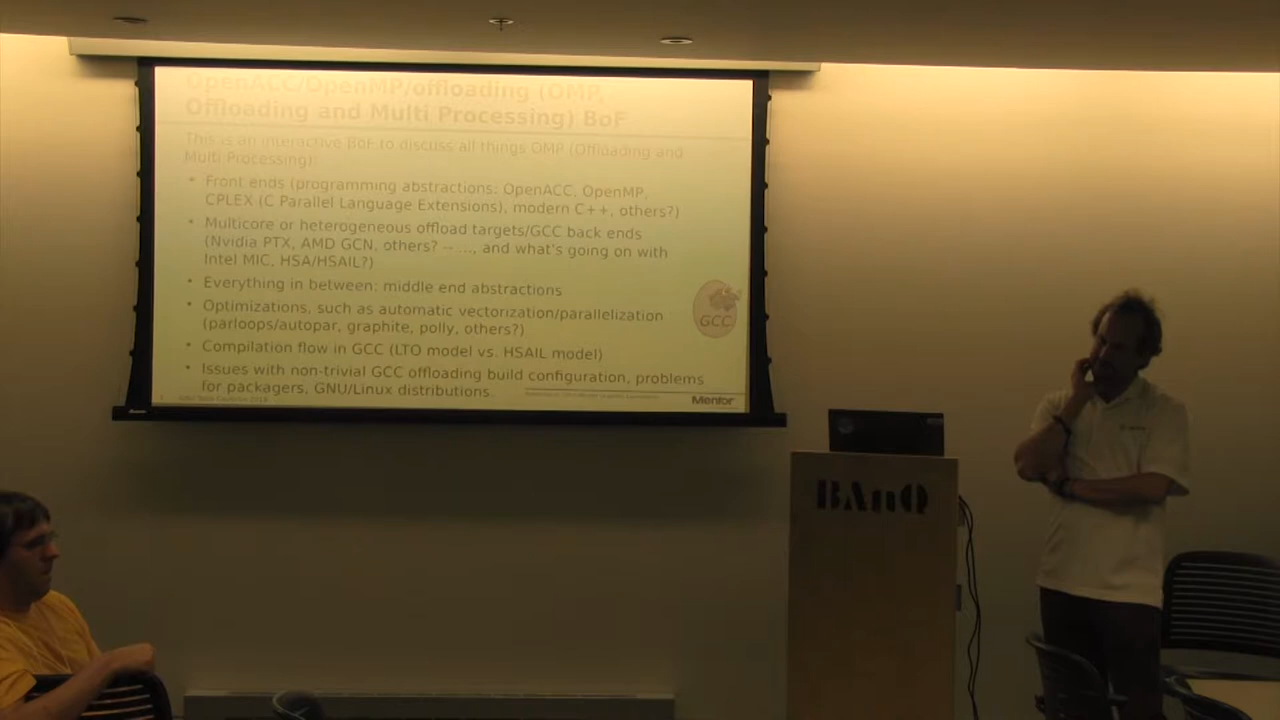 OpenACC/OpenMP/offloading (OMP,
Offloading and Multi Processing) BoF
This is an interactive BoF to discuss all things OMP (Offloading and
Multi Processing):
• Front ends (programming abstractions: OpenACC, OpenMP,
CPLEX (C Parallel Language Extensions), modern C++, others?)
• Multicore or heterogeneous offload targets/GCC back ends
(Nvidia PTX, AMD GCN, others? --...., and what's going on with
Intel MIC, HSA/HSAIL?)
• Everything in between: middle end abstractions
• Optimizations, such as automatic vectorization/parallelization
(parloops/autopar, graphite, polly, others?)
GCC
• Compilation flow in GCC (LTO model vs. HSAIL model)
• Issues with non-trivial GCC offloading build configuration, problems
for packagers, GNU/Linux distributions.
Mentor
BAnQ